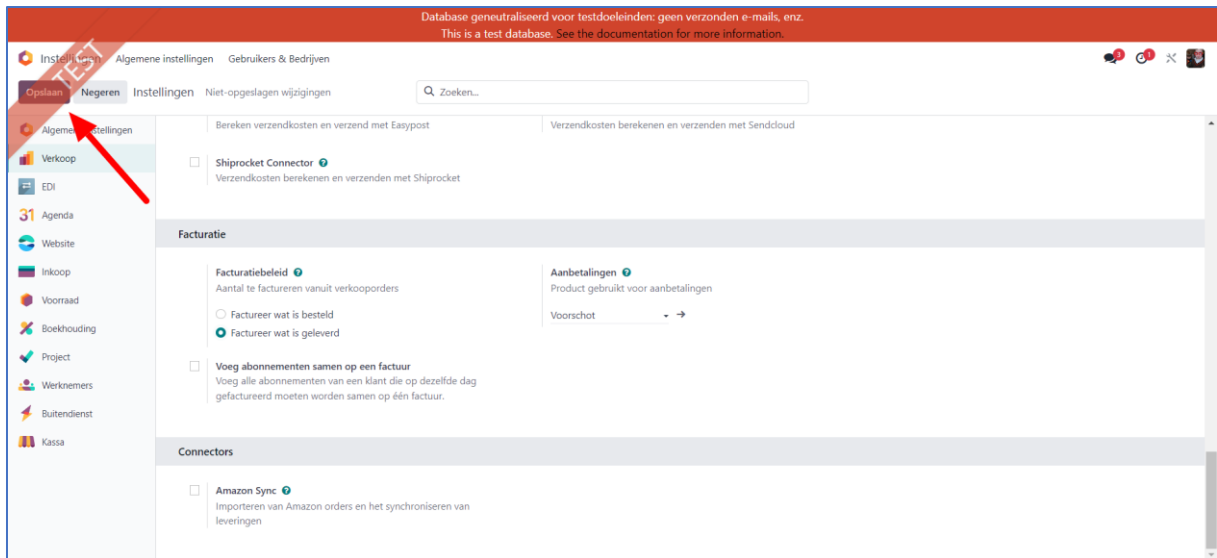 Database geneutraliseerd voor testdoeleinden: geen verzonden e-mails, enz.
This is a test database. See the documentation for more information.
TEST
Instellingen Algemene instellingen Gebruikers & Bedrijven
3 1
Opslaan Negeren Instellingen Niet-opgeslagen wijzigingen Zoeken...
Algemene instellingen
Verkoop
EDI
31 Agenda
Website
Inkoop
Voorraad
Boekhouding
Project
Werknemers
Buitendienst
Kassa
Bereken verzendkosten en verzend met Easypost
Verzendkosten berekenen en verzenden met Sendcloud
Shiprocket Connector ?
Verzendkosten berekenen en verzenden met Shiprocket
Facturatie
Facturatiebeleid ?
Aantal te factureren vanuit verkooporders
Factureer wat is besteld
Factureer wat is geleverd
Aanbetalingen ?
Product gebruikt voor aanbetalingen
Voorschot
Voeg abonnementen samen op een factuur
Voeg alle abonnementen van een klant die op dezelfde dag
gefactureerd moeten worden samen op één factuur.
Connectors
Amazon Sync ?
Importeren van Amazon orders en het synchroniseren van
leveringen